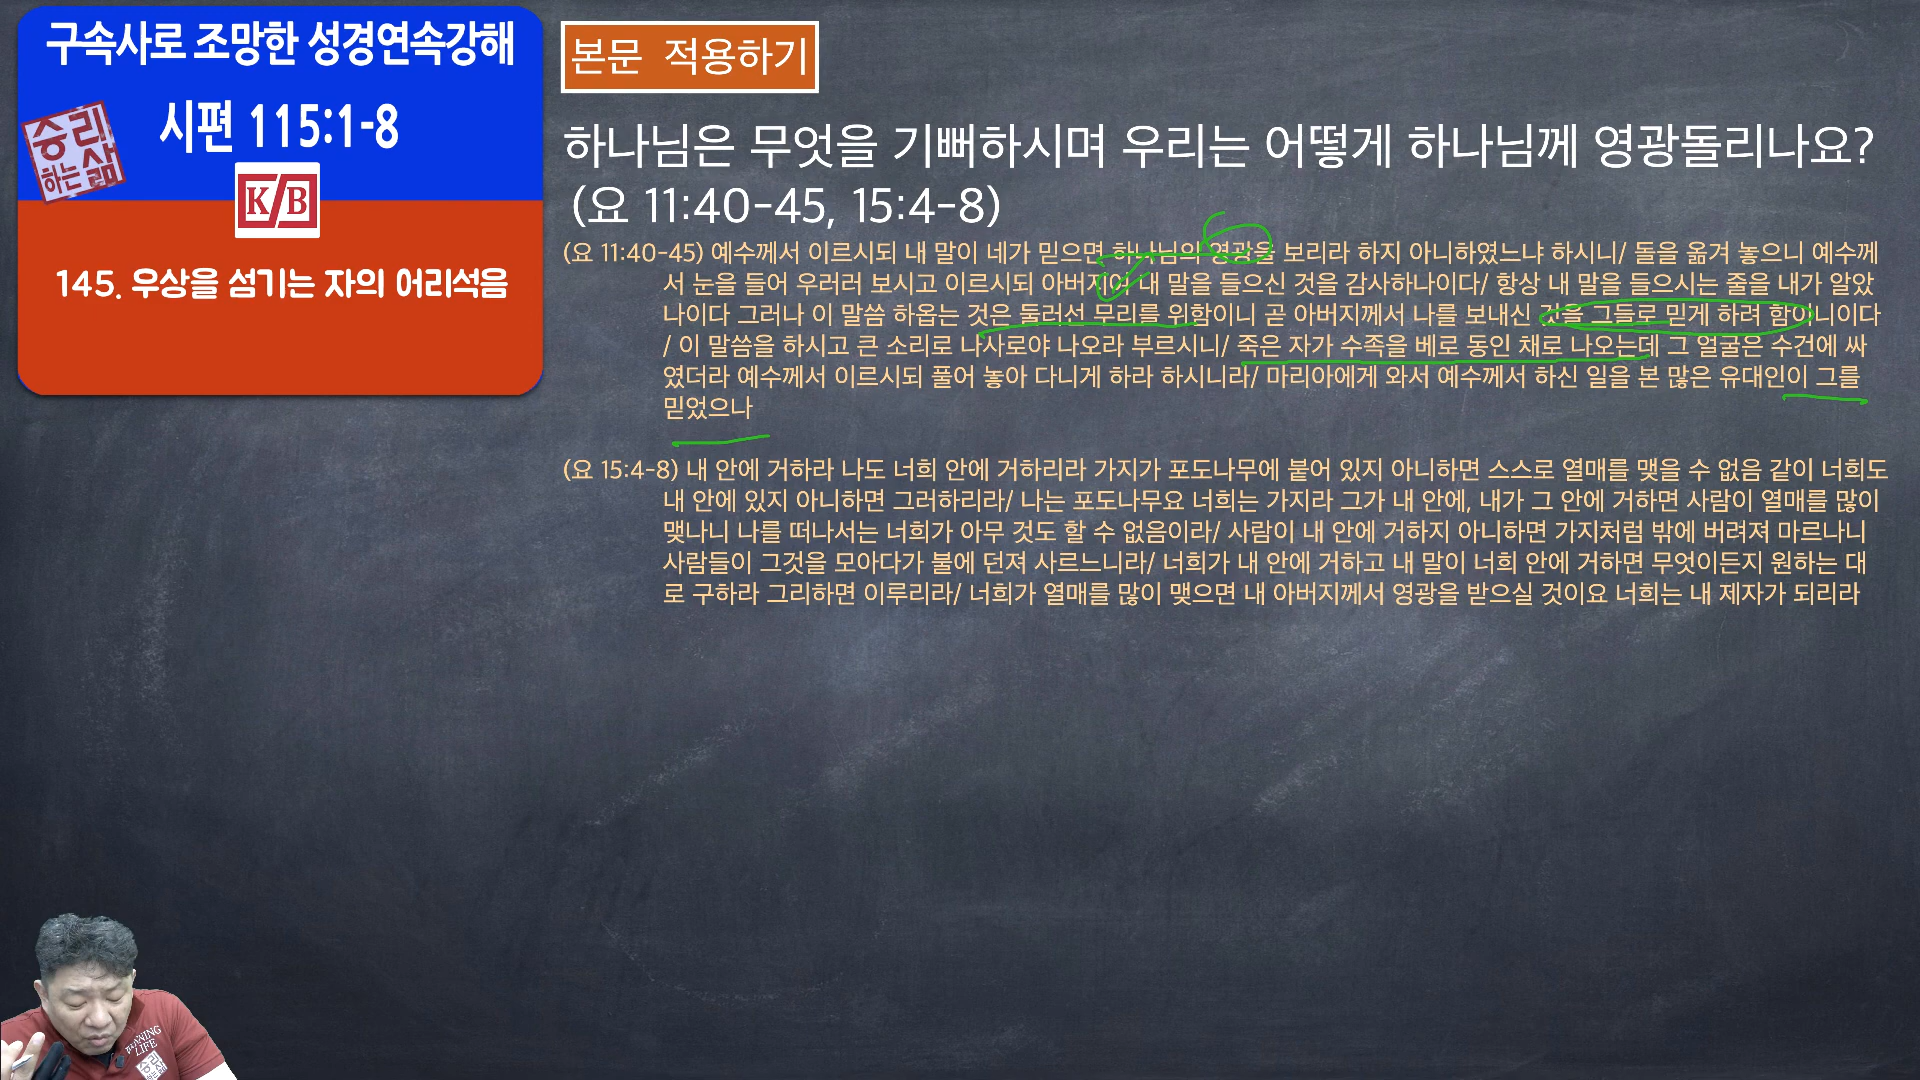 구속사로 조망한 성경연속강해
시편 115:1-8
승리
하는 삶
K/B
145. 우상을 섬기는 자의 어리석음
본문 적용하기
하나님은 무엇을 기뻐하시며 우리는 어떻게 하나님께 영광돌리나요?
(요 11:40-45, 15:4-8)
(요 11:40-45) 예수께서 이르시되 내 말이 네가 믿으면 하나님의 영광을 보리라 하지 아니하였느냐 하시니/ 돌을 옮겨 놓으니 예수께
서 눈을 들어 우러러 보시고 이르시되 아버지여 내 말을 들으신 것을 감사하나이다/ 항상 내 말을 들으시는 줄을 내가 알았
나이다 그러나 이 말씀 하옵는 것은 둘러선 무리를 위함이니 곧 아버지께서 나를 보내신 것을 그들로 믿게 하려 함이니이다
/ 이 말씀을 하시고 큰 소리로 나사로야 나오라 부르시니/ 죽은 자가 수족을 베로 동인 채로 나오는데 그 얼굴은 수건에 싸
였더라 예수께서 이르시되 풀어 놓아 다니게 하라 하시니라/ 마리아에게 와서 예수께서 하신 일을 본 많은 유대인이 그를
믿었으나
(요 15:4-8) 내 안에 거하라 나도 너희 안에 거하리라 가지가 포도나무에 붙어 있지 아니하면 스스로 열매를 맺을 수 없음 같이 너희도
내 안에 있지 아니하면 그러하리라/ 나는 포도나무요 너희는 가지라 그가 내 안에, 내가 그 안에 거하면 사람이 열매를 많이
맺나니 나를 떠나서는 너희가 아무 것도 할 수 없음이라/ 사람이 내 안에 거하지 아니하면 가지처럼 밖에 버려져 마르나니
사람들이 그것을 모아다가 불에 던져 사르느니라/ 너희가 내 안에 거하고 내 말이 너희 안에 거하면 무엇이든지 원하는 대
로 구하라 그리하면 이루리라/ 너희가 열매를 많이 맺으면 내 아버지께서 영광을 받으실 것이요 너희는 내 제자가 되리라
WINNING
LIFE